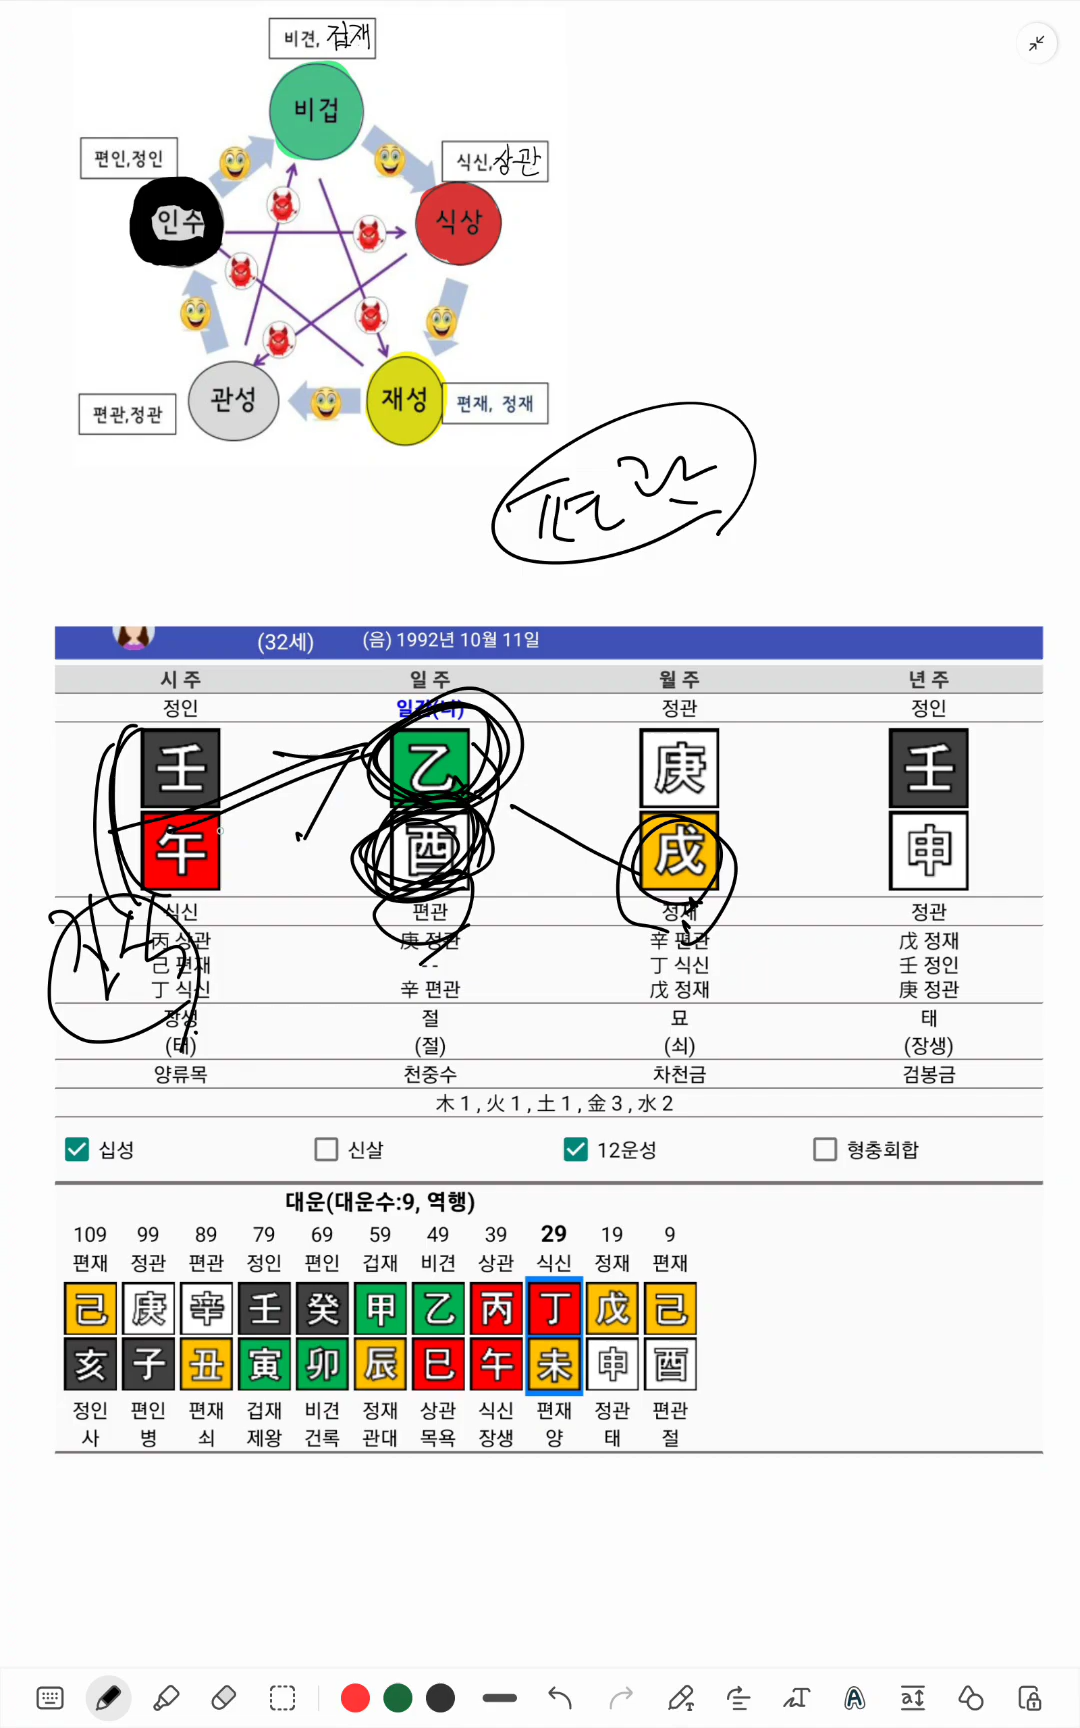 비견, 겁재
비겁
편인,정인
식신,상관
인수
식상
관성
재성
편관,정관
편재, 정재
편관
(32세) (음) 1992년 10월 11일
시 주 일 주 월 주 년 주
정인 일간(나) 정관 정인
壬 乙 庚 壬
午 酉 戌 申
식신 편관 정재 정관
丙 상관 庚 정관 辛 편관 戊 정재
己 편재 -- 丁 식신 壬 정인
丁 식신 辛 편관 戊 정재 庚 정관
장생 절 묘 태
(태) (절) (쇠) (장생)
양류목 천중수 차천금 검봉금
木 1 , 火 1 , 土 1 , 金 3 , 水 2
십성 신살 12운성 형충회합
대운(대운수:9, 역행)
109 99 89 79 69 59 49 39 29 19 9
편재 정관 편관 정인 편인 겁재 비견 상관 식신 정재 편재
己 庚 辛 壬 癸 甲 乙 丙 丁 戊 己
亥 子 丑 寅 卯 辰 巳 午 未 申 酉
정인 편인 편재 겁재 비견 정재 상관 식신 편재 정관 편관
사 병 쇠 제왕 건록 관대 목욕 장생 양 태 절